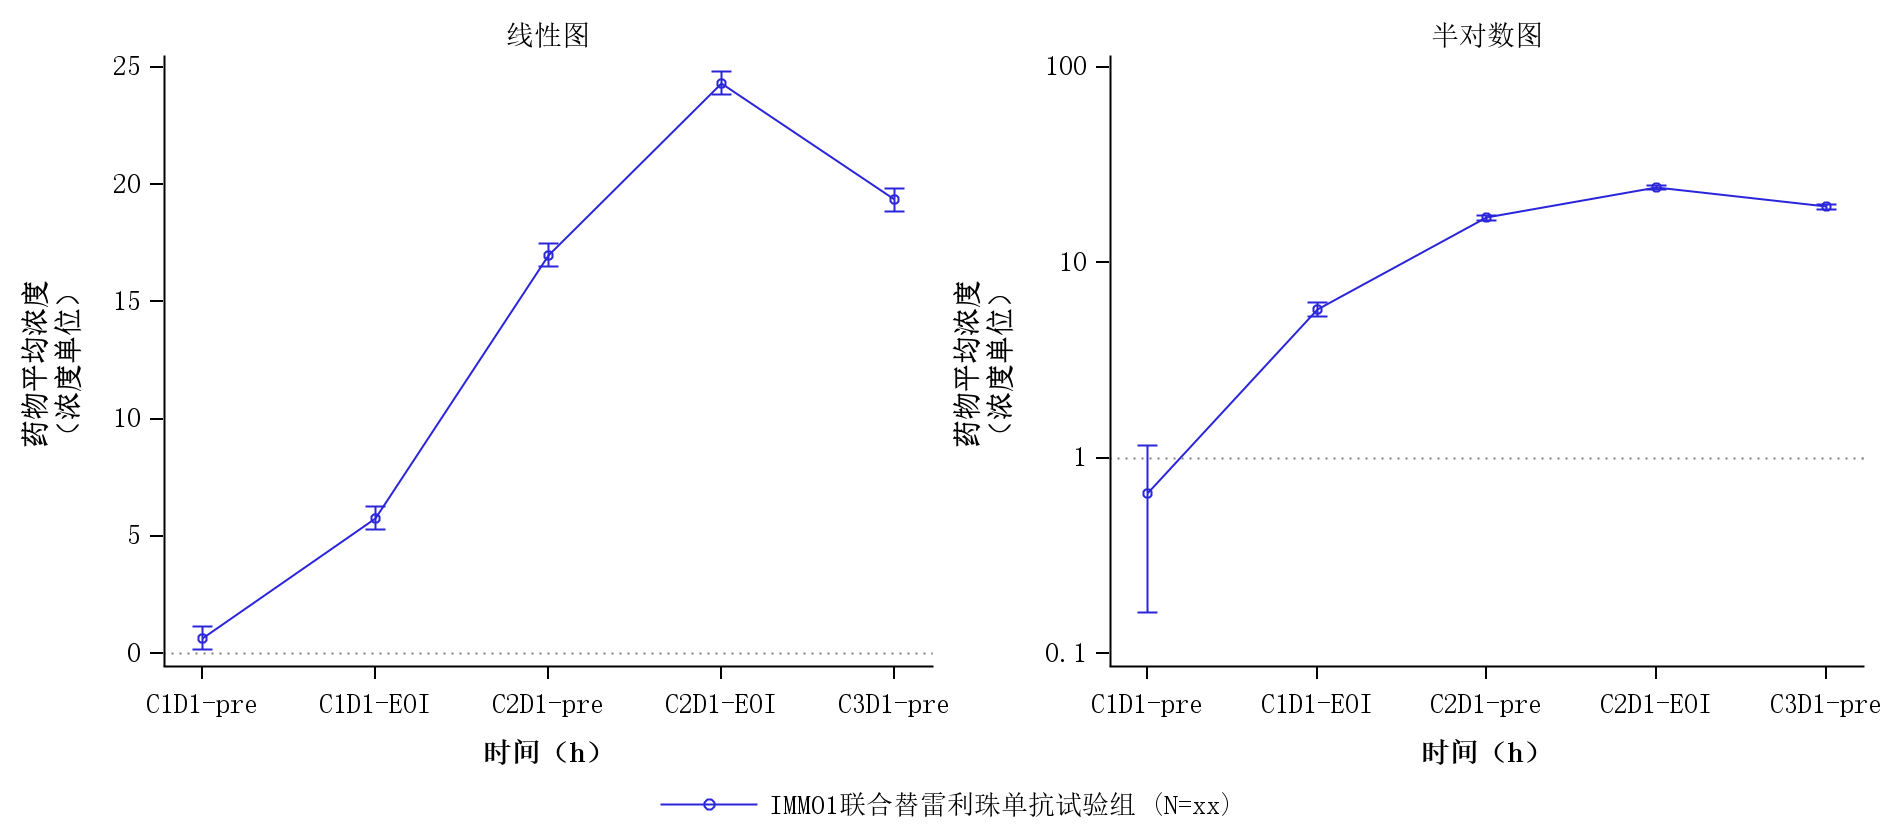 线性图
25
20
15
10
5
0
药物平均浓度
（浓度单位）
C1D1-pre C1D1-EOI C2D1-pre C2D1-EOI C3D1-pre
时间（h）
半对数图
100
10
1
0.1
药物平均浓度
（浓度单位）
C1D1-pre C1D1-EOI C2D1-pre C2D1-EOI C3D1-pre
时间（h）
IMM01联合替雷利珠单抗试验组 (N=xx)